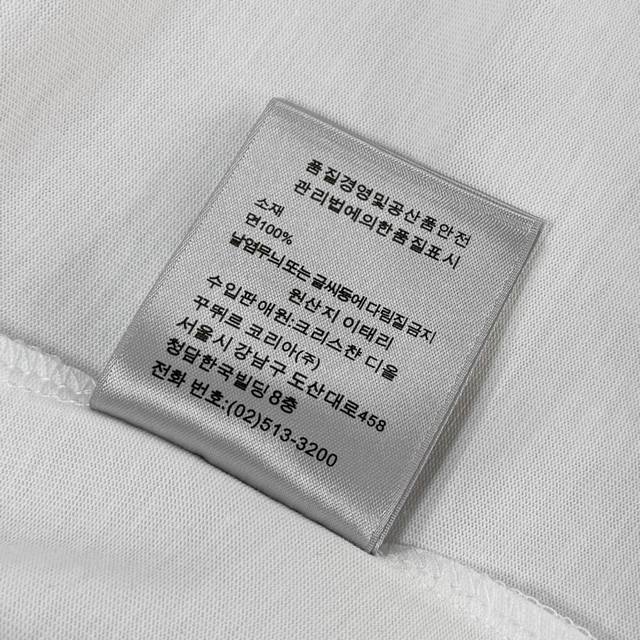 품질경영및공산품안전
관리법에의한품질표시
소재
면100%
날염무늬또는글씨등에다림질금지
원산지 이태리
수입판애원:크리스챤 디올
꾸뛰르 코리아(주)
서울시 강남구 도산대로458
청담한국빌딩8층
전화 번호:(02)513-3200